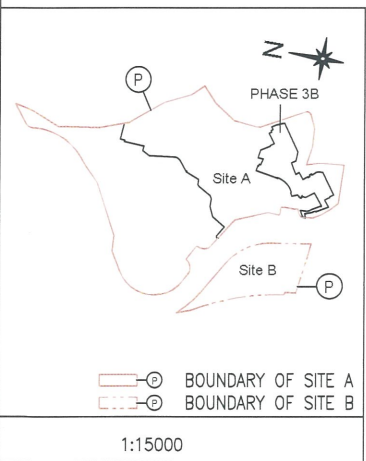 N
P
PHASE 3B
Site A
Site B
P
P BOUNDARY OF SITE A
P BOUNDARY OF SITE B
1:15000